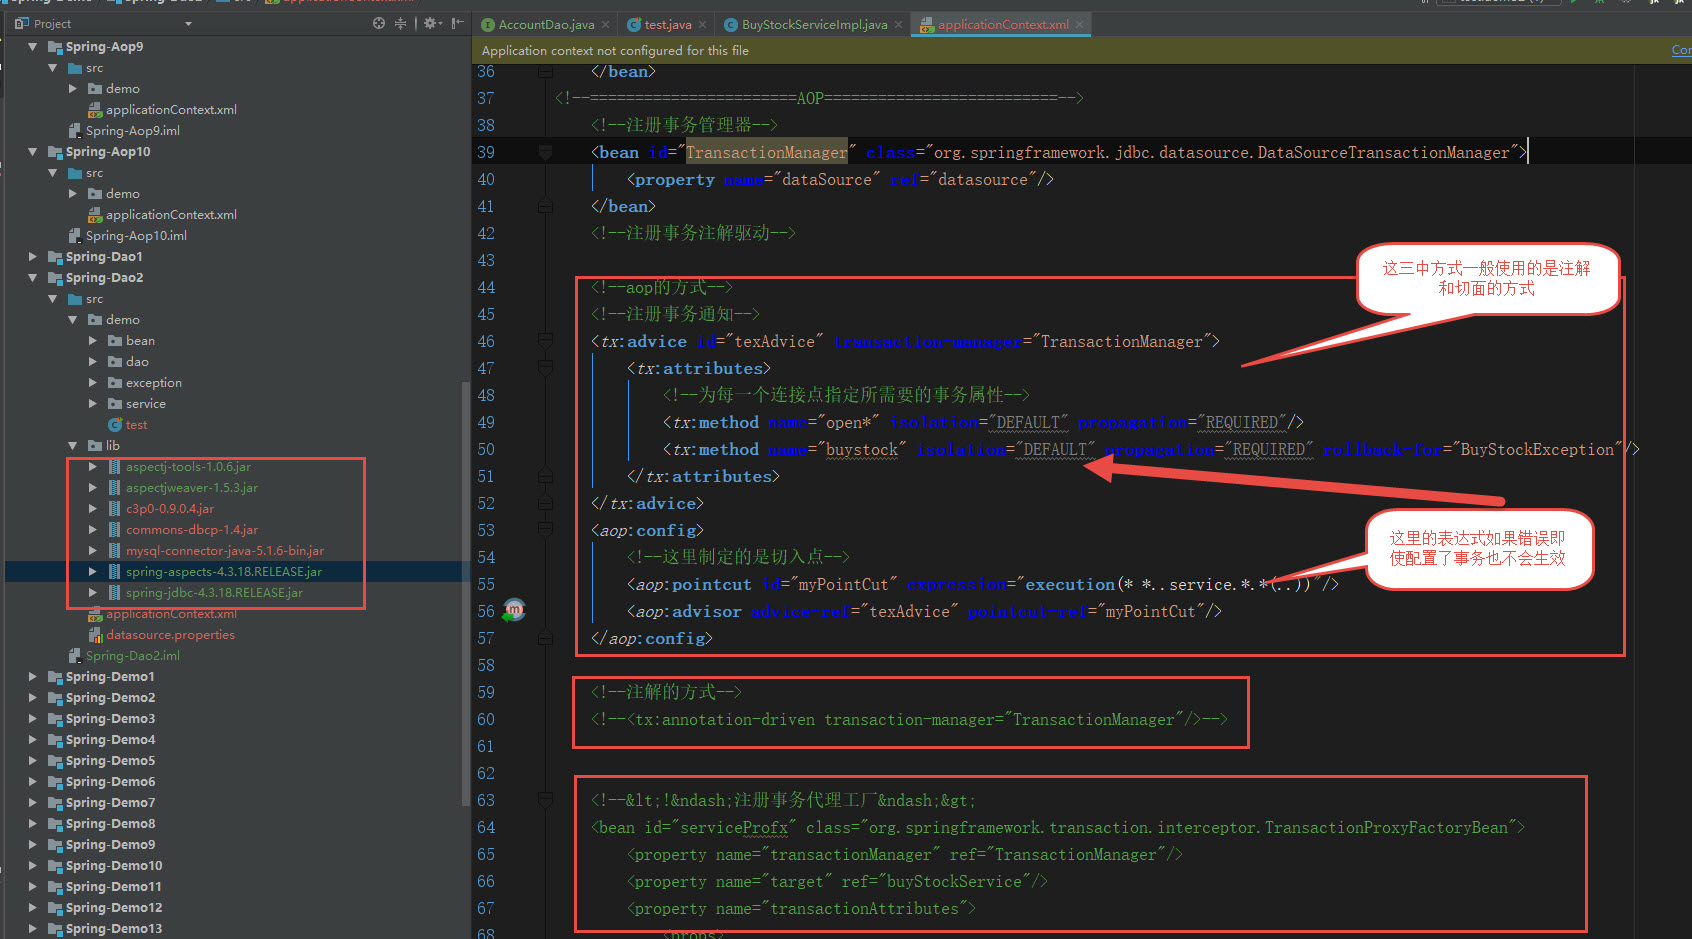 Project
Spring-Aop9
src
demo
applicationContext.xml
Spring-Aop9.iml
Spring-Aop10
src
demo
applicationContext.xml
Spring-Aop10.iml
Spring-Dao1
Spring-Dao2
src
demo
bean
dao
exception
service
test
lib
aspectj-tools-1.0.6.jar
aspectjweaver-1.5.3.jar
c3p0-0.9.0.4.jar
commons-dbcp-1.4.jar
mysql-connector-java-5.1.6-bin.jar
spring-aspects-4.3.18.RELEASE.jar
spring-jdbc-4.3.18.RELEASE.jar
applicationContext.xml
datasource.properties
Spring-Dao2.iml
Spring-Demo1
Spring-Demo2
Spring-Demo3
Spring-Demo4
Spring-Demo5
Spring-Demo6
Spring-Demo7
Spring-Demo8
Spring-Demo9
Spring-Demo10
Spring-Demo11
Spring-Demo12
Spring-Demo13
AccountDao.java test.java BuyStockServiceImpl.java applicationContext.xml
Application context not configured for this file
36 </bean>
37 <!--=======================AOP==========================-->
38 <!--注册事务管理器-->
39 <bean id="TransactionManager" class="org.springframework.jdbc.datasource.DataSourceTransactionManager">
40 <property name="dataSource" ref="datasource"/>
41 </bean>
42 <!--注册事务注解驱动-->
43
44 <!--aop的方式-->
45 <!--注册事务通知-->
46 <tx:advice id="texAdvice" transaction-manager="TransactionManager">
47 <tx:attributes>
48 <!--为每一个连接点指定所需要的事务属性-->
49 <tx:method name="open*" isolation="DEFAULT" propagation="REQUIRED"/>
50 <tx:method name="buystock" isolation="DEFAULT" propagation="REQUIRED" rollback-for="BuyStockException"/>
51 </tx:attributes>
52 </tx:advice>
53 <aop:config>
54 <!--这里制定的是切入点-->
55 <aop:pointcut id="myPointCut" expression="execution(* *..service.*.*(..))"/>
56 <aop:advisor advice-ref="texAdvice" pointcut-ref="myPointCut"/>
57 </aop:config>
58
59 <!--注解的方式-->
60 <!--<tx:annotation-driven transaction-manager="TransactionManager"/>-->
61
62
63 <!--&lt;!&ndash;注册事务代理工厂&ndash;&gt;
64 <bean id="serviceProfx" class="org.springframework.transaction.interceptor.TransactionProxyFactoryBean">
65 <property name="transactionManager" ref="TransactionManager"/>
66 <property name="target" ref="buyStockService"/>
67 <property name="transactionAttributes">
68 <props>
这三中方式一般使用的是注解
和切面的方式
这里的表达式如果错误即
使配置了事务也不会生效